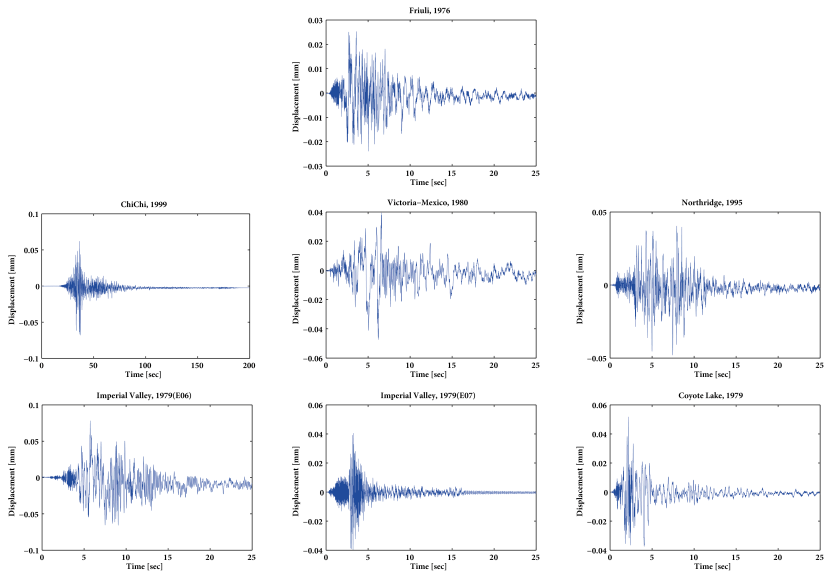 Friuli, 1976
0.03
0.02
0.01
0
−0.01
−0.02
−0.03
Displacement [mm]
0 5 10 15 20 25
Time [sec]
ChiChi, 1999
0.1
0.05
0
−0.05
−0.1
Displacement [mm]
0 50 100 150 200
Time [sec]
Victoria−Mexico, 1980
0.04
0.02
0
−0.02
−0.04
−0.06
Displacement [mm]
0 5 10 15 20 25
Time [sec]
Northridge, 1995
0.05
0
−0.05
Displacement [mm]
0 5 10 15 20 25
Time [sec]
Imperial Valley, 1979(E06)
0.1
0.05
0
−0.05
−0.1
Displacement [mm]
0 5 10 15 20 25
Time [sec]
Imperial Valley, 1979(E07)
0.06
0.04
0.02
0
−0.02
−0.04
Displacement [mm]
0 5 10 15 20 25
Time [sec]
Coyote Lake, 1979
0.06
0.04
0.02
0
−0.02
−0.04
Displacement [mm]
0 5 10 15 20 25
Time [sec]